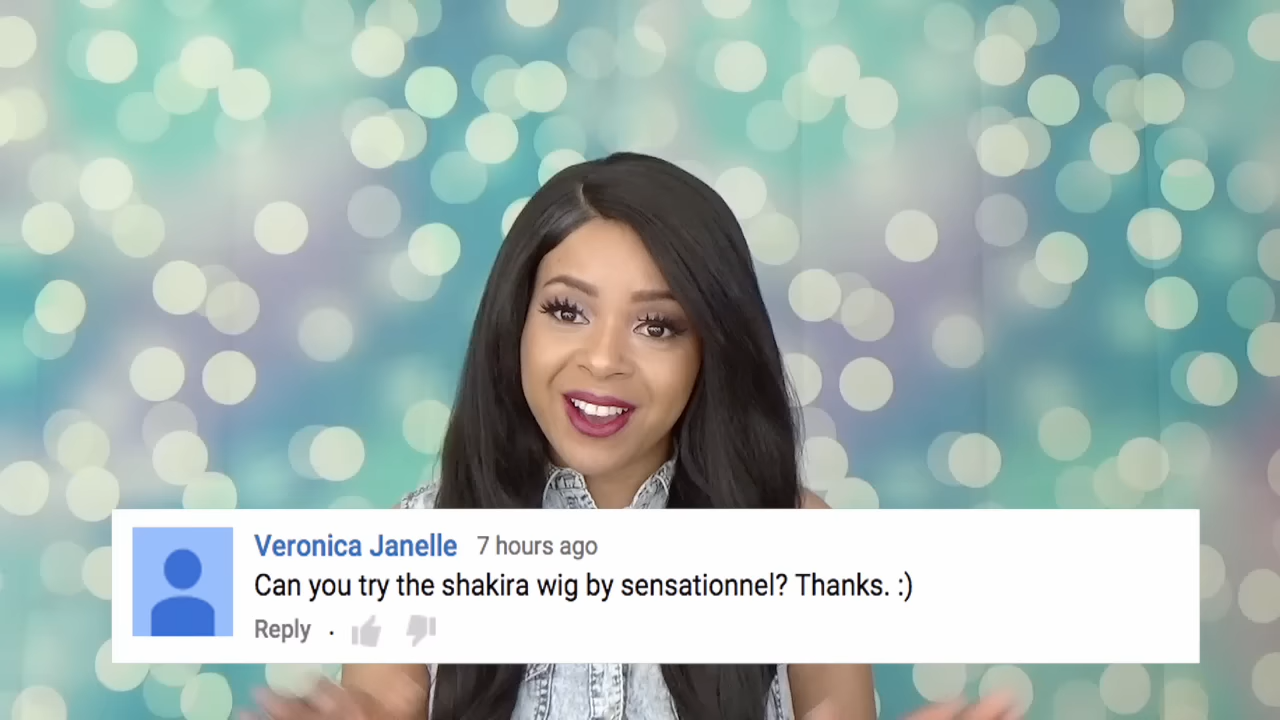 Veronica Janelle 7 hours ago
Can you try the shakira wig by sensationnel? Thanks. :)
Reply ·